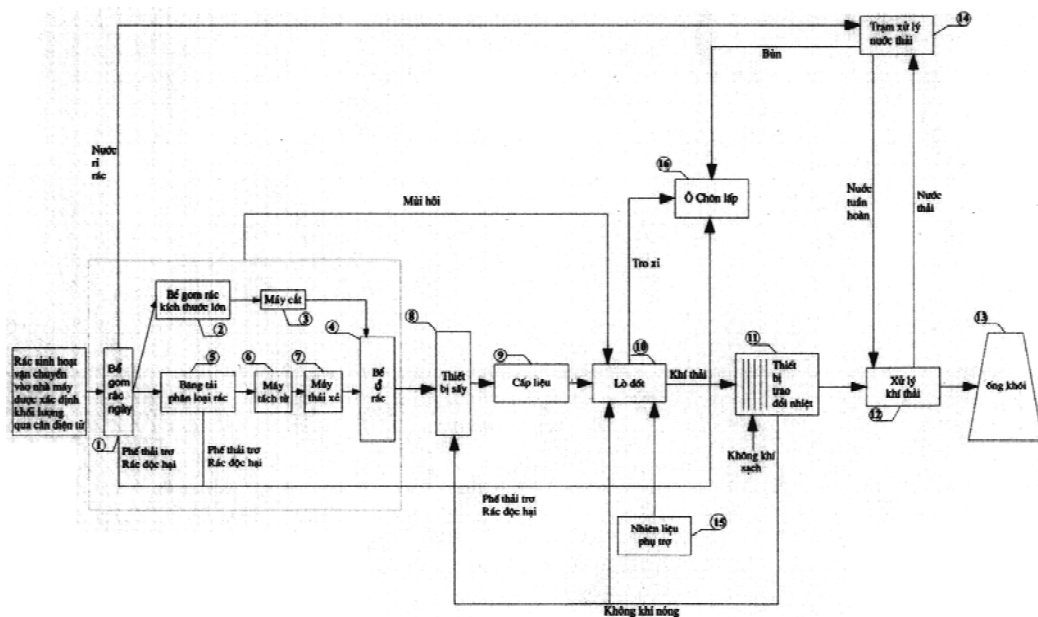 Trạm xử lý
nước thải
14
Bùn
Nước
rỉ
rác
16
Ô Chôn lấp
Mùi hôi
Nước
tuần
hoàn
Nước
thải
Tro xỉ
Bể gom rác
kích thước lớn
2
Máy cắt
3
4
8
13
Rác sinh hoạt
vận chuyển
vào nhà máy
được xác định
khối lượng
qua cân điện tử
Bể
gom
rác
ngày
1
5
Băng tải
phân loại rác
6
Máy
tách từ
7
Máy
thái xé
Bể
ủ
rác
Thiết
bị sấy
9
Cấp liệu
10
Lò đốt
Khí thải
11
Thiết
bị
trao
đổi nhiệt
Xử lý
khí thải
12
ống khói
Phế thải trơ
Rác độc hại
Phế thải trơ
Rác độc hại
Không khí
sạch
Phế thải trơ
Rác độc hại
Nhiên liệu
phụ trợ
15
Không khí nóng